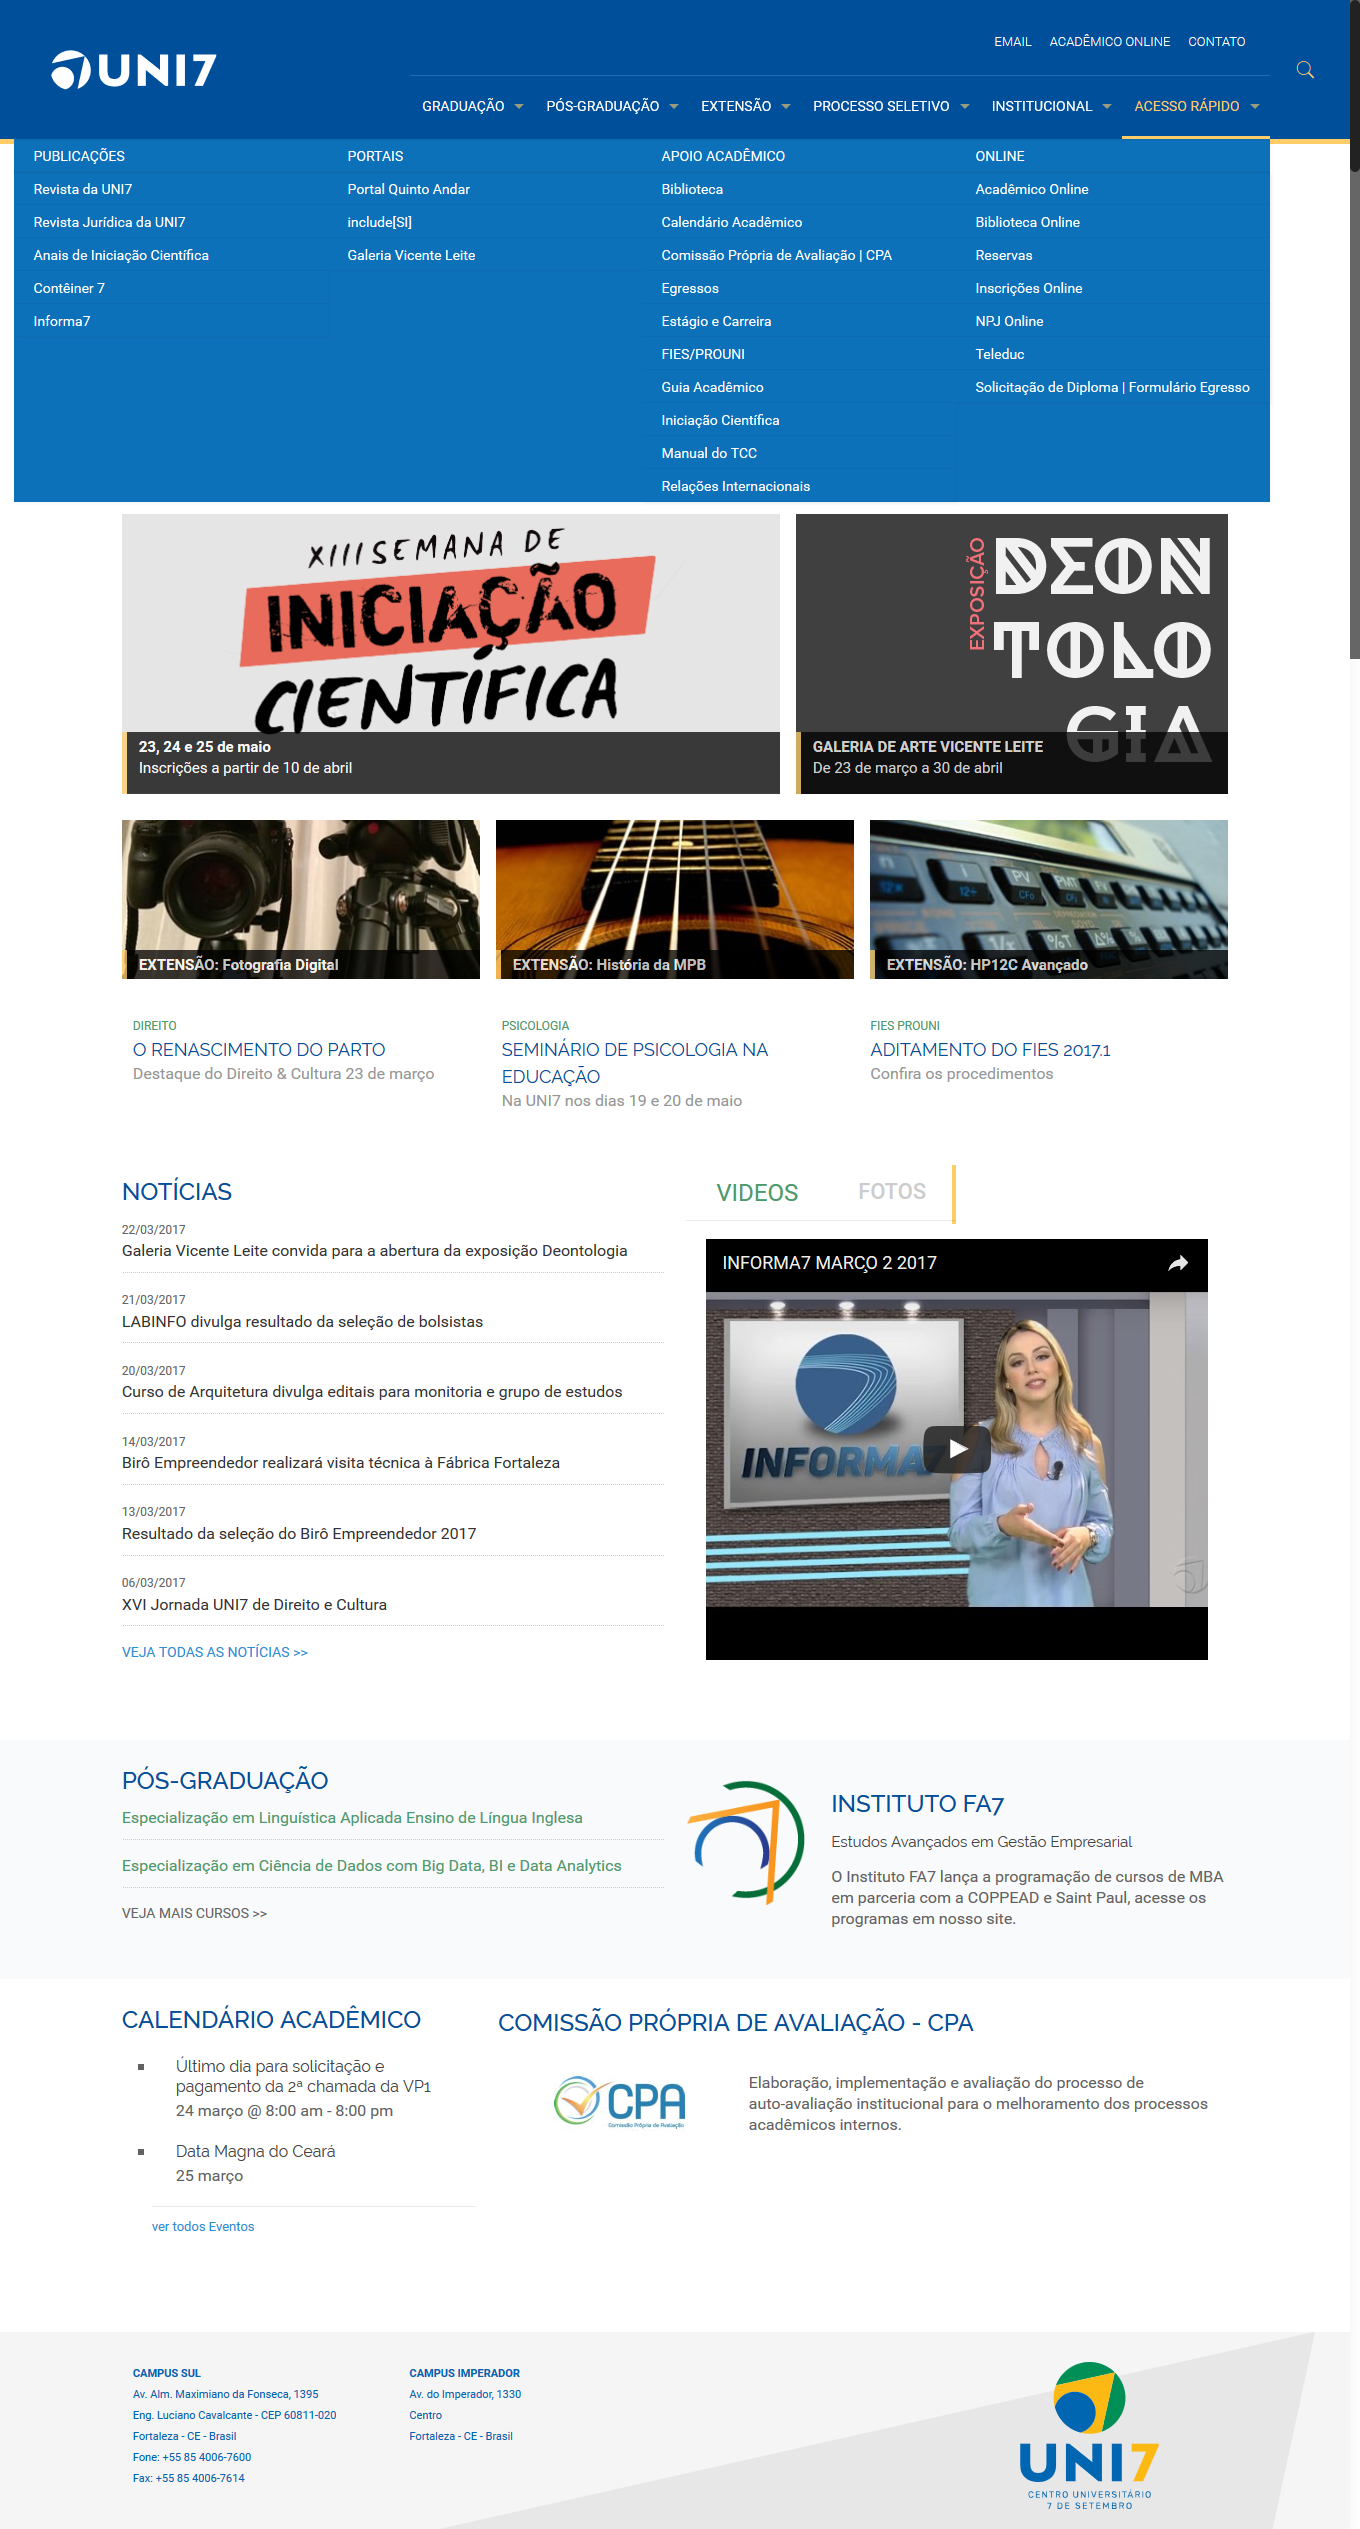 EMAIL ACADÊMICO ONLINE CONTATO
UNI7
GRADUAÇÃO PÓS-GRADUAÇÃO EXTENSÃO PROCESSO SELETIVO INSTITUCIONAL ACESSO RÁPIDO
PUBLICAÇÕES
Revista da UNI7
Revista Jurídica da UNI7
Anais de Iniciação Científica
Contêiner 7
Informa7
PORTAIS
Portal Quinto Andar
include[SI]
Galeria Vicente Leite
APOIO ACADÊMICO
Biblioteca
Calendário Acadêmico
Comissão Própria de Avaliação | CPA
Egressos
Estágio e Carreira
FIES/PROUNI
Guia Acadêmico
Iniciação Científica
Manual do TCC
Relações Internacionais
ONLINE
Acadêmico Online
Biblioteca Online
Reservas
Inscrições Online
NPJ Online
Teleduc
Solicitação de Diploma | Formulário Egresso
XIII SEMANA DE
INICIAÇÃO
CIENTÍFICA
23, 24 e 25 de maio
Inscrições a partir de 10 de abril
EXPOSIÇÃO
DEON
TOLO
GIA
GALERIA DE ARTE VICENTE LEITE
De 23 de março a 30 de abril
EXTENSÃO: Fotografia Digital
EXTENSÃO: História da MPB
EXTENSÃO: HP12C Avançado
DIREITO
O RENASCIMENTO DO PARTO
Destaque do Direito & Cultura 23 de março
PSICOLOGIA
SEMINÁRIO DE PSICOLOGIA NA
EDUCAÇÃO
Na UNI7 nos dias 19 e 20 de maio
FIES PROUNI
ADITAMENTO DO FIES 2017.1
Confira os procedimentos
NOTÍCIAS
22/03/2017
Galeria Vicente Leite convida para a abertura da exposição Deontologia
21/03/2017
LABINFO divulga resultado da seleção de bolsistas
20/03/2017
Curso de Arquitetura divulga editais para monitoria e grupo de estudos
14/03/2017
Birô Empreendedor realizará visita técnica à Fábrica Fortaleza
13/03/2017
Resultado da seleção do Birô Empreendedor 2017
06/03/2017
XVI Jornada UNI7 de Direito e Cultura
VEJA TODAS AS NOTÍCIAS >>
VIDEOS FOTOS
INFORMA7 MARÇO 2 2017
INFORMA7
PÓS-GRADUAÇÃO
Especialização em Linguística Aplicada Ensino de Língua Inglesa
Especialização em Ciência de Dados com Big Data, BI e Data Analytics
VEJA MAIS CURSOS >>
INSTITUTO FA7
Estudos Avançados em Gestão Empresarial
O Instituto FA7 lança a programação de cursos de MBA
em parceria com a COPPEAD e Saint Paul, acesse os
programas em nosso site.
CALENDÁRIO ACADÊMICO
Último dia para solicitação e
pagamento da 2ª chamada da VP1
24 março @ 8:00 am - 8:00 pm
Data Magna do Ceará
25 março
ver todos Eventos
COMISSÃO PRÓPRIA DE AVALIAÇÃO - CPA
CPA
Comissão Própria de Avaliação
Elaboração, implementação e avaliação do processo de
auto-avaliação institucional para o melhoramento dos processos
acadêmicos internos.
CAMPUS SUL
Av. Alm. Maximiano da Fonseca, 1395
Eng. Luciano Cavalcante - CEP 60811-020
Fortaleza - CE - Brasil
Fone: +55 85 4006-7600
Fax: +55 85 4006-7614
CAMPUS IMPERADOR
Av. do Imperador, 1330
Centro
Fortaleza - CE - Brasil
UNI7
CENTRO UNIVERSITÁRIO
7 DE SETEMBRO